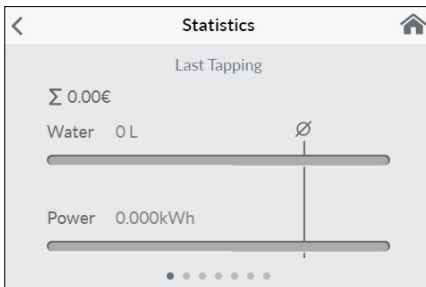 Statistics
Last Tapping
Σ 0.00€
Water 0 L Ø
Power 0.000kWh